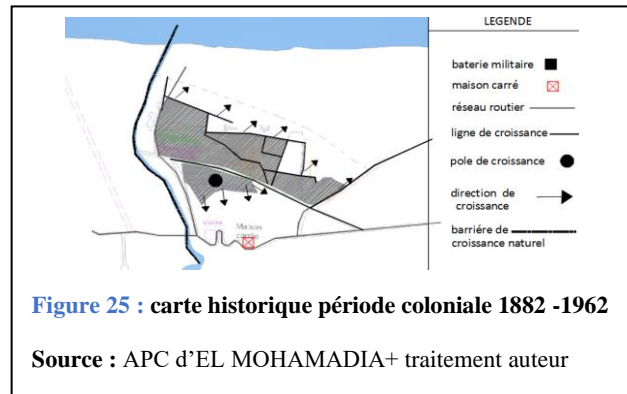 LEGENDE
baterie militaire
maison carré
réseau routier
ligne de croissance
pole de croissance
direction de
croissance
barriére de
croissance naturel
Maison
carrée
Figure 25 : carte historique période coloniale 1882 -1962
Source : APC d’EL MOHAMADIA+ traitement auteur